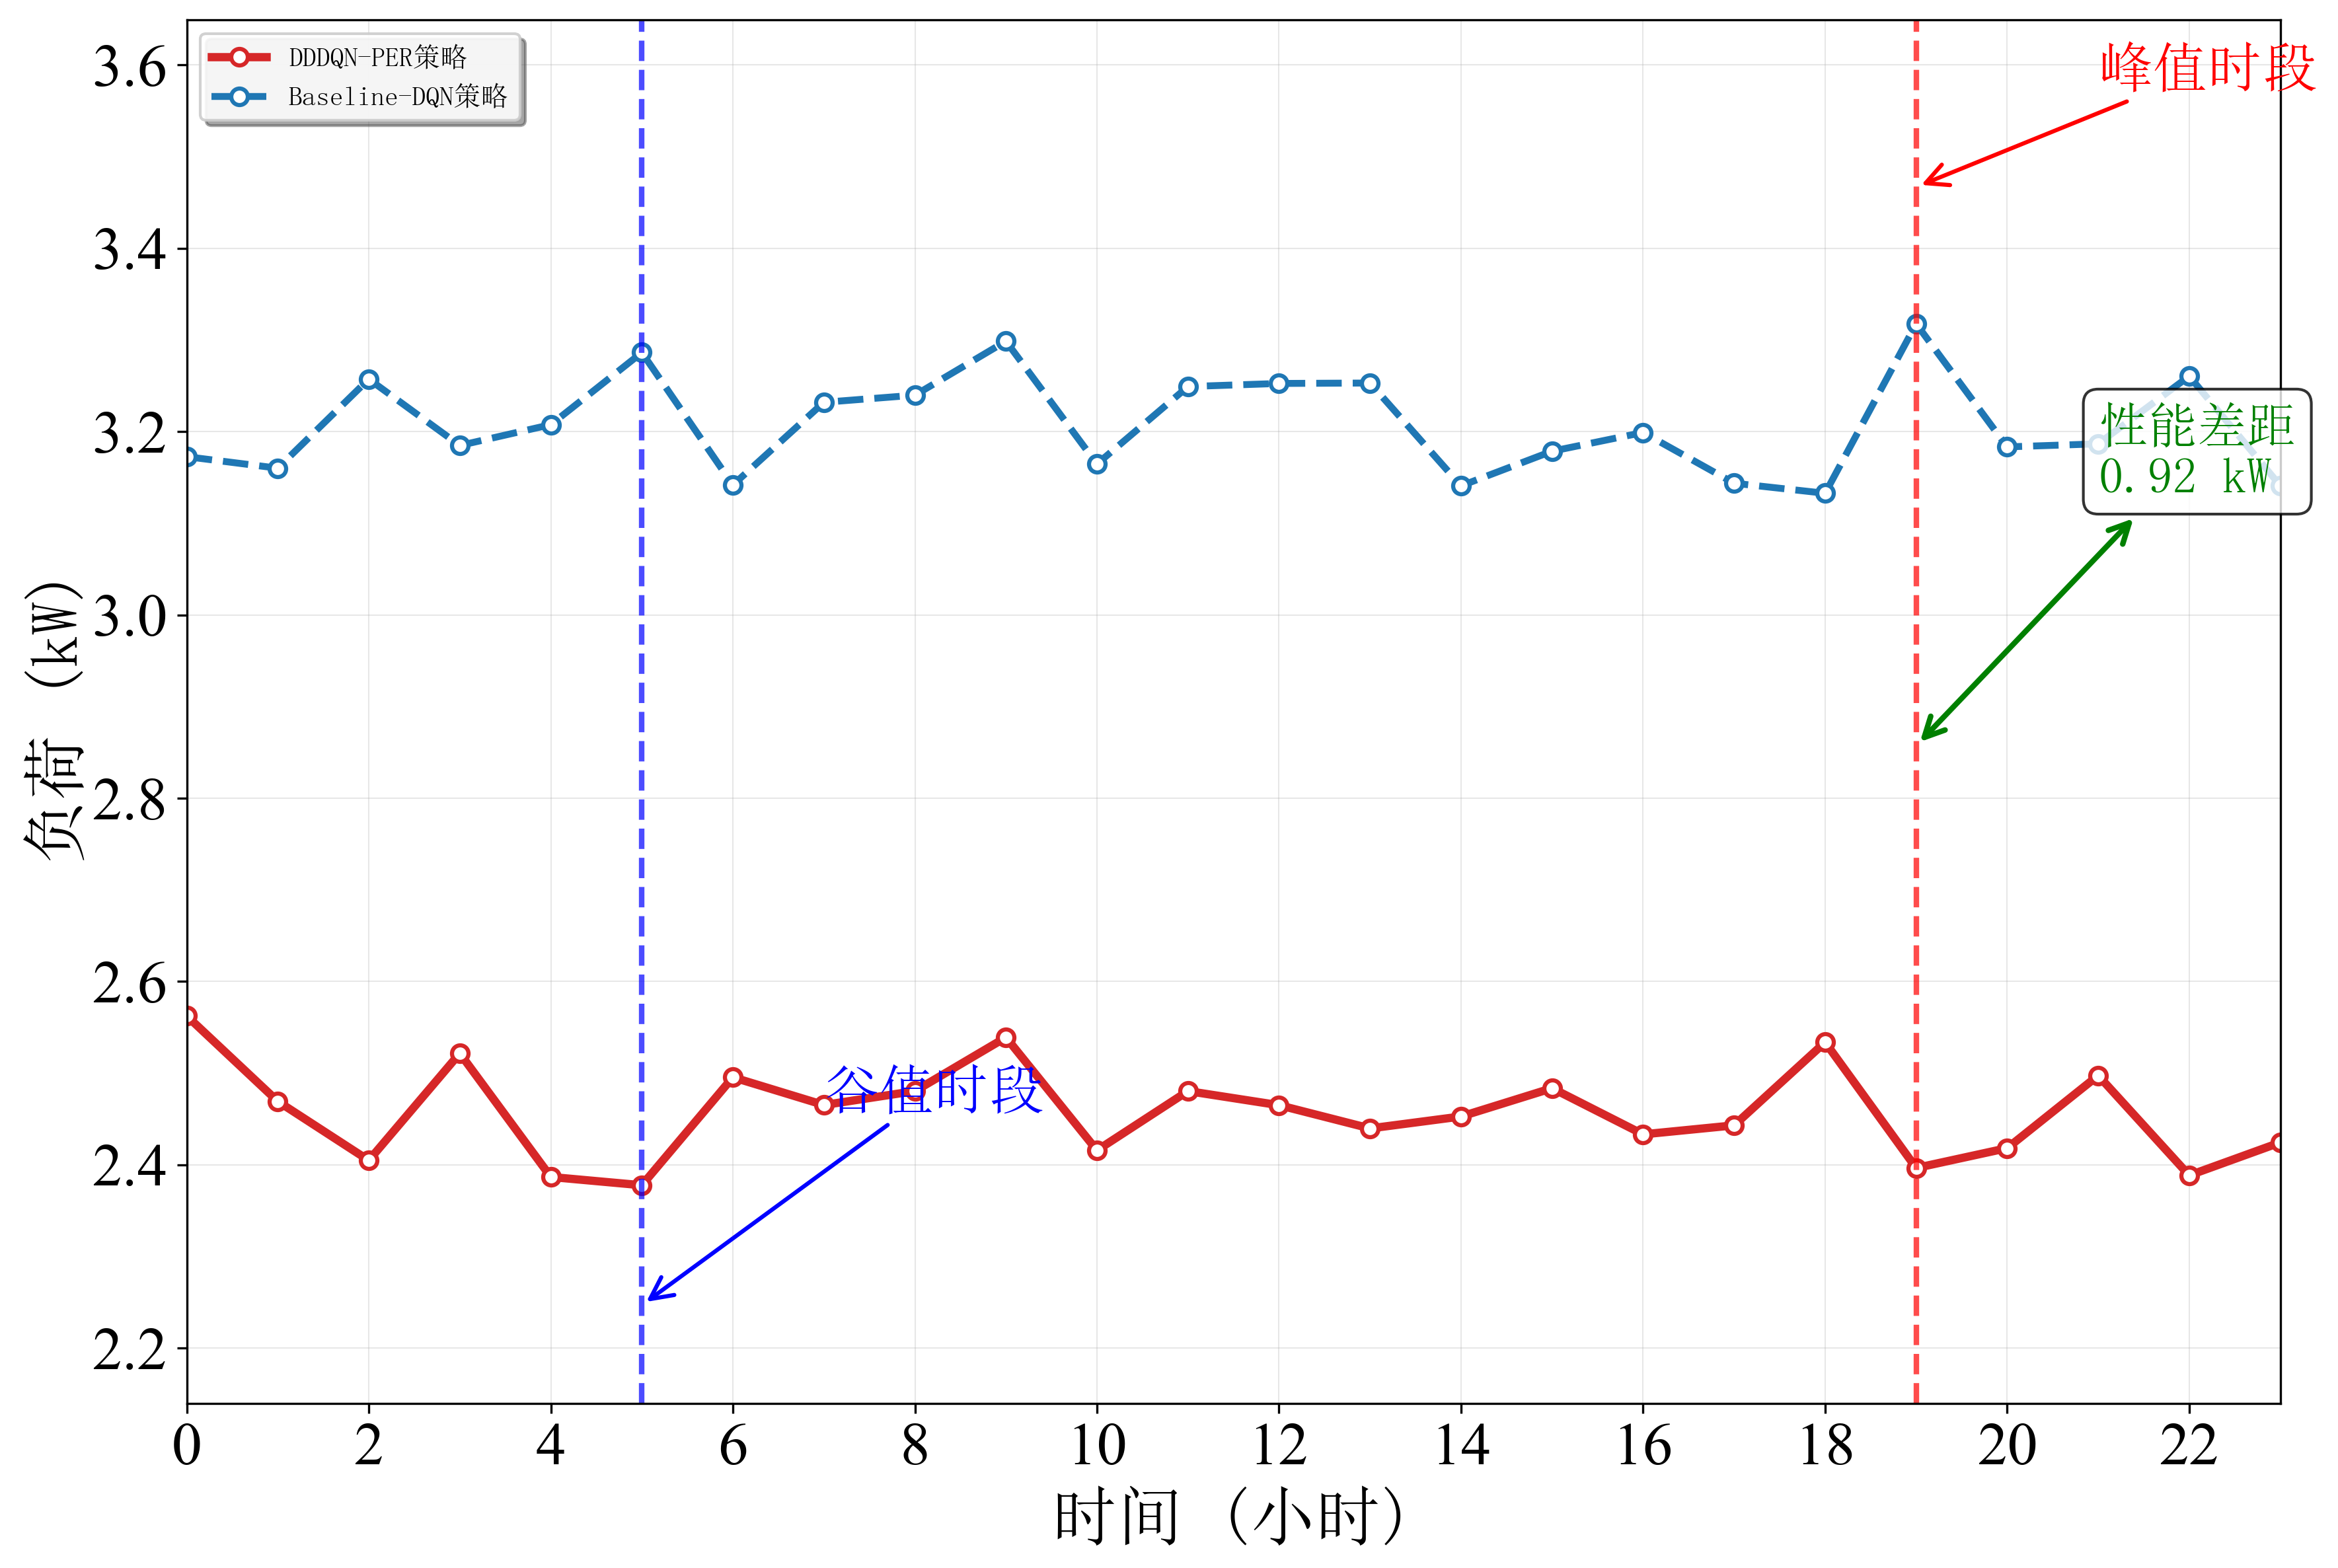 DDDQN-PER策略
Baseline-DQN策略
峰值时段
性能差距
0.92 kW
谷值时段
负荷 (kW)
3.6
3.4
3.2
3.0
2.8
2.6
2.4
2.2
0 2 4 6 8 10 12 14 16 18 20 22
时间 (小时)